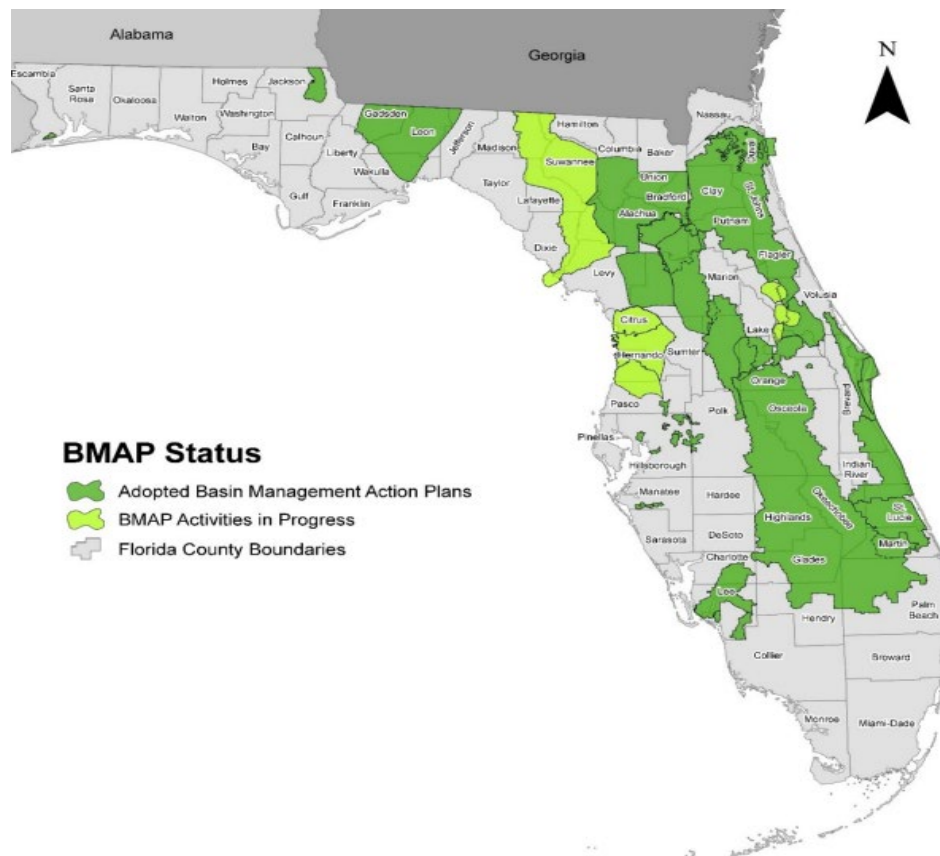 Alabama
Georgia
N
Escambia
Santa
Rosa
Okaloosa
Walton
Holmes
Washington
Jackson
Bay
Calhoun
Gulf
Liberty
Franklin
Gadsden
Leon
Wakulla
Jefferson
Madison
Taylor
Hamilton
Suwannee
Lafayette
Dixie
Columbia
Baker
Nassau
Duval
Union
Bradford
Clay
St. Johns
Alachua
Putnam
Flagler
Levy
Marion
Volusia
Citrus
Lake
Hernando
Sumter
Orange
Pasco
Polk
Osceola
Brevard
Pinellas
Hillsborough
Indian
River
Manatee
Hardee
Okeechobee
St.
Lucie
Highlands
Sarasota
DeSoto
Martin
Charlotte
Glades
Lee
Hendry
Palm
Beach
Collier
Broward
Monroe
Miami-Dade
BMAP Status
Adopted Basin Management Action Plans
BMAP Activities in Progress
Florida County Boundaries